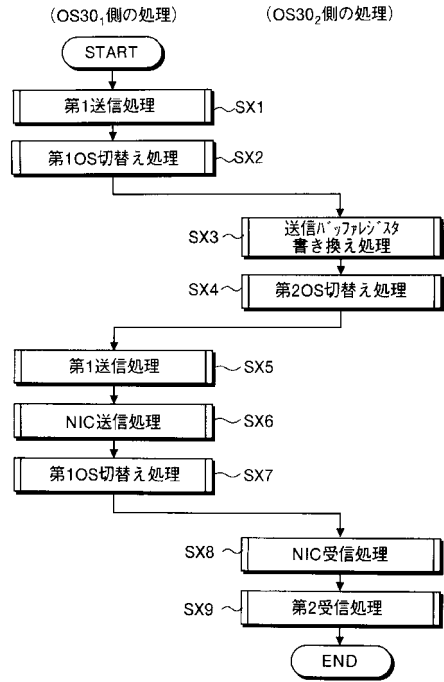 (OS30₁側の処理)
(OS30₂側の処理)
START
第1送信処理
SX1
第1OS切替え処理
SX2
SX3
送信ﾊﾞｯﾌｧﾚｼﾞｽﾀ
書き換え処理
SX4
第2OS切替え処理
第1送信処理
SX5
NIC送信処理
SX6
第1OS切替え処理
SX7
SX8
NIC受信処理
SX9
第2受信処理
END